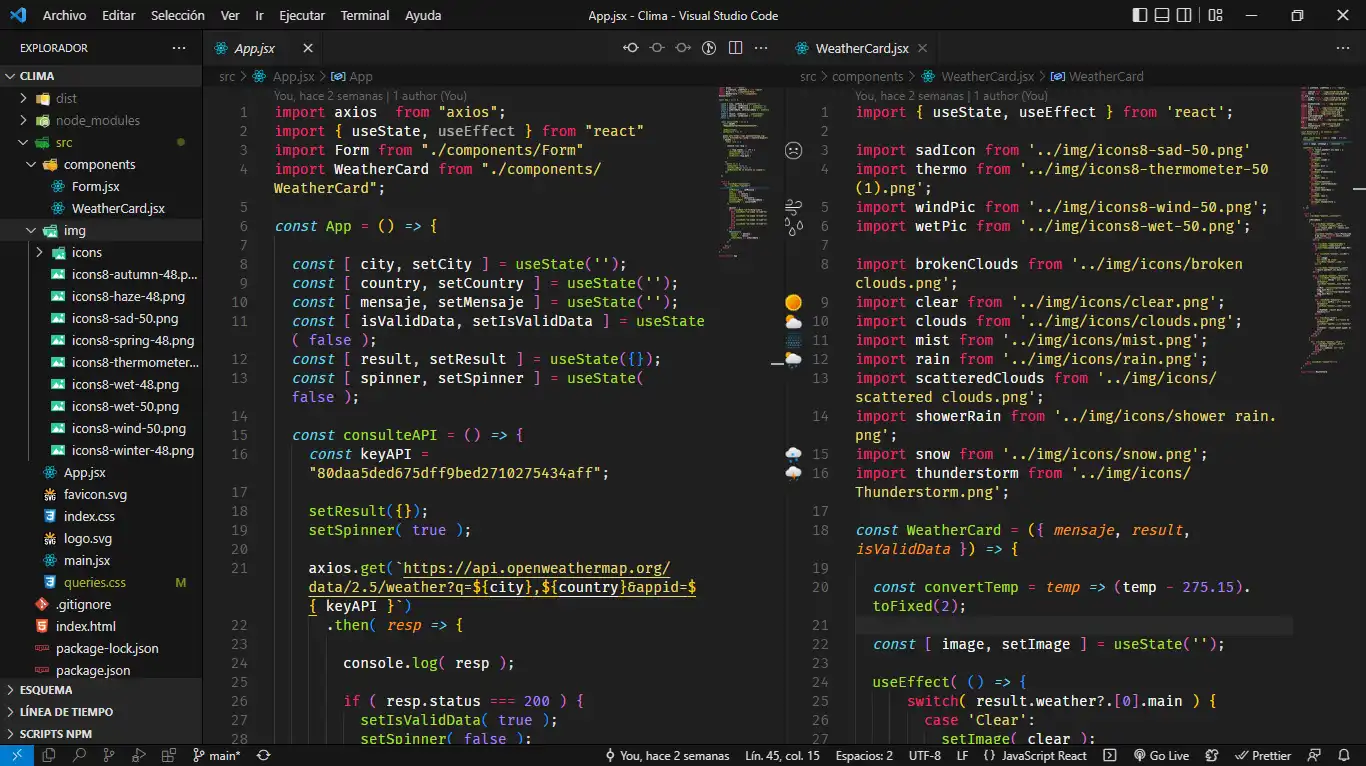 Archivo Editar Selección Ver Ir Ejecutar Terminal Ayuda
App.jsx - Clima - Visual Studio Code
EXPLORADOR
CLIMA
dist
node_modules
src
components
Form.jsx
WeatherCard.jsx
img
icons
icons8-autumn-48.p...
icons8-haze-48.png
icons8-sad-50.png
icons8-spring-48.png
icons8-thermometer...
icons8-wet-48.png
icons8-wet-50.png
icons8-wind-50.png
icons8-winter-48.png
App.jsx
favicon.svg
index.css
logo.svg
main.jsx
queries.css M
.gitignore
index.html
package-lock.json
package.json
ESQUEMA
LÍNEA DE TIEMPO
SCRIPTS NPM
App.jsx
src > App.jsx > App
You, hace 2 semanas | 1 author (You)
1 import axios  from "axios";
2 import { useState, useEffect } from "react"
3 import Form from "./components/Form"
4 import WeatherCard from "./components/
WeatherCard";
5
6 const App = () => {
7
8 const [ city, setCity ] = useState('');
9 const [ country, setCountry ] = useState('');
10 const [ mensaje, setMensaje ] = useState('');
11 const [ isValidData, setIsValidData ] = useState
( false );
12 const [ result, setResult ] = useState({});
13 const [ spinner, setSpinner ] = useState(
false );
14
15 const consulteAPI = () => {
16 const keyAPI =
"80daa5ded675dff9bed2710275434aff";
17
18 setResult({});
19 setSpinner( true );
20
21 axios.get(`https://api.openweathermap.org/
data/2.5/weather?q=${city},${country}&appid=$
{ keyAPI }`)
22 .then( resp => {
23
24 console.log( resp );
25
26 if ( resp.status === 200 ) {
27 setIsValidData( true );
28 setSpinner( false );
WeatherCard.jsx
src > components > WeatherCard.jsx > WeatherCard
You, hace 2 semanas | 1 author (You)
1 import { useState, useEffect } from 'react';
2
3 import sadIcon from '../img/icons8-sad-50.png'
4 import thermo from '../img/icons8-thermometer-50
(1).png';
5 import windPic from '../img/icons8-wind-50.png';
6 import wetPic from '../img/icons8-wet-50.png';
7
8 import brokenClouds from '../img/icons/broken
clouds.png';
9 import clear from '../img/icons/clear.png';
10 import clouds from '../img/icons/clouds.png';
11 import mist from '../img/icons/mist.png';
12 import rain from '../img/icons/rain.png';
13 import scatteredClouds from '../img/icons/
scattered clouds.png';
14 import showerRain from '../img/icons/shower rain.
png';
15 import snow from '../img/icons/snow.png';
16 import thunderstorm from '../img/icons/
Thunderstorm.png';
17
18 const WeatherCard = ({ mensaje, result,
isValidData }) => {
19
20 const convertTemp = temp => (temp - 275.15).
toFixed(2);
21
22 const [ image, setImage ] = useState('');
23
24 useEffect( () => {
25 switch( result.weather?.[0].main ) {
26 case 'Clear':
27 setImage( clear );
main*
You, hace 2 semanas
Lín. 45, col. 15
Espacios: 2
UTF-8
LF
{} JavaScript React
Go Live
Prettier